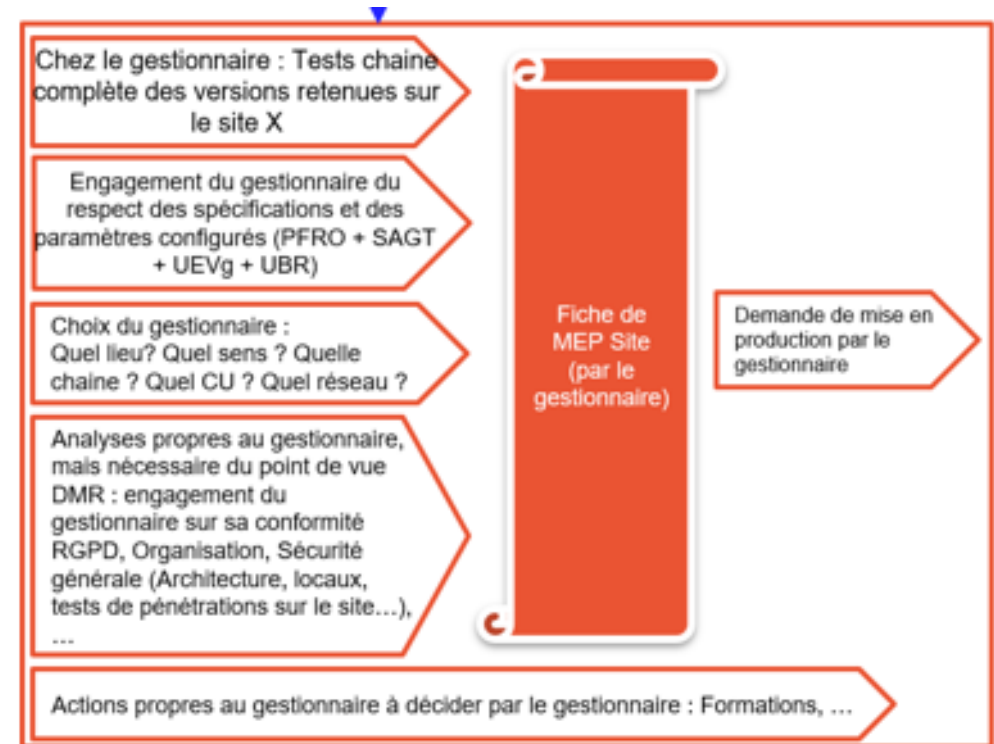 Chez le gestionnaire : Tests chaine
complète des versions retenues sur
le site X
Engagement du gestionnaire du
respect des spécifications et des
paramètres configurés (PFRO + SAGT
+ UEVg + UBR)
Choix du gestionnaire :
Quel lieu? Quel sens ? Quelle
chaine ? Quel CU ? Quel réseau ?
Analyses propres au gestionnaire,
mais nécessaire du point de vue
DMR : engagement du
gestionnaire sur sa conformité
RGPD, Organisation, Sécurité
générale (Architecture, locaux,
tests de pénétrations sur le site…),
…
Fiche de
MEP Site
(par le
gestionnaire)
Demande de mise en
production par le
gestionnaire
Actions propres au gestionnaire à décider par le gestionnaire : Formations, …